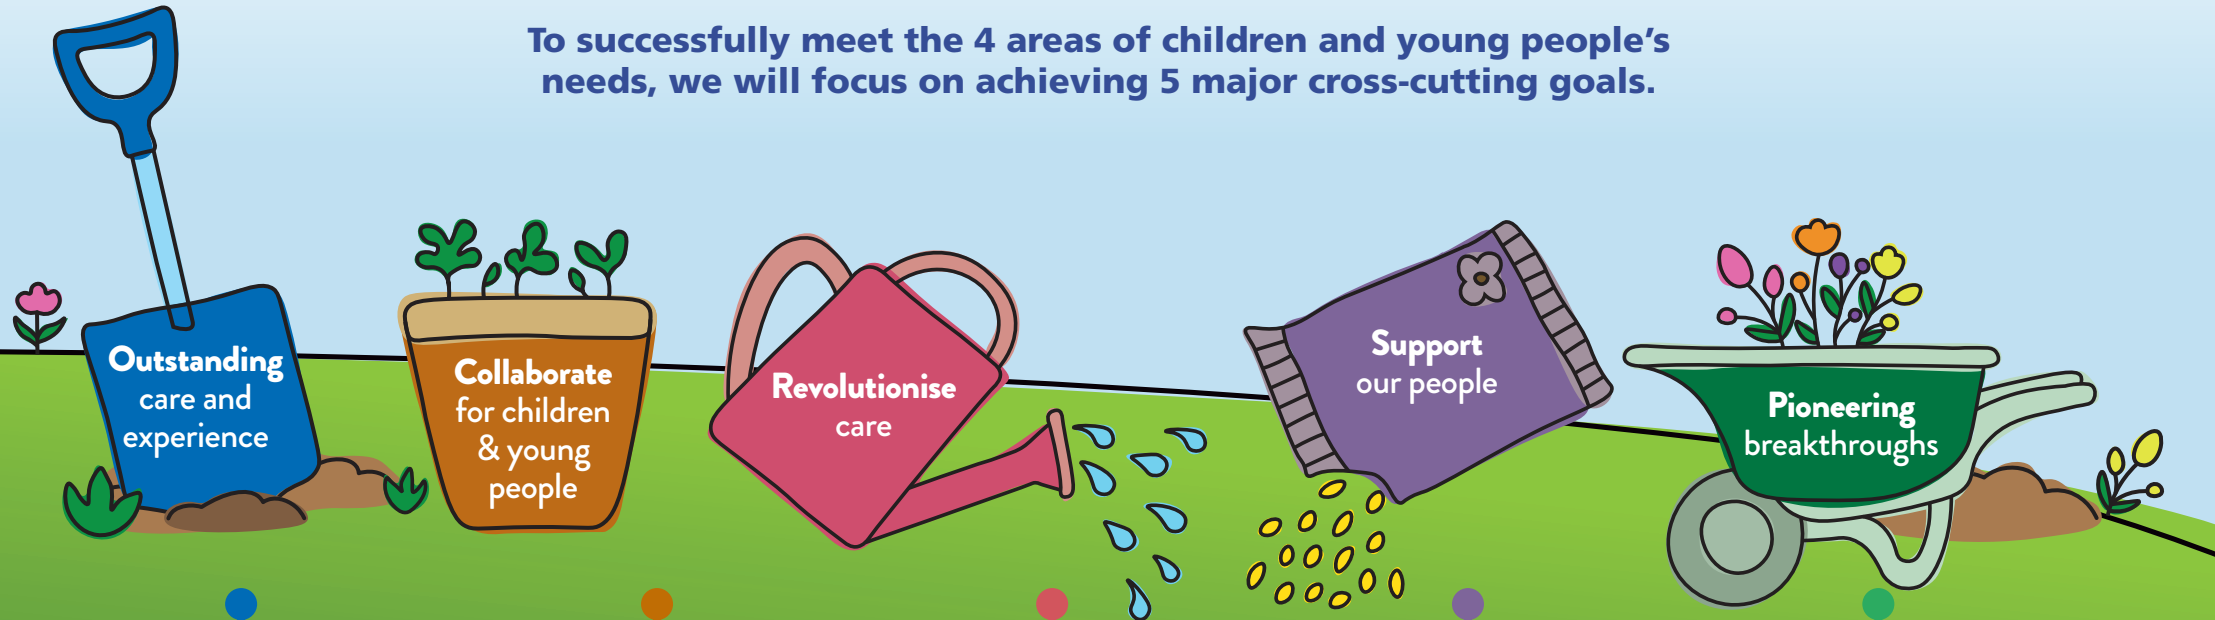 To successfully meet the 4 areas of children and young people’s
needs, we will focus on achieving 5 major cross-cutting goals.
Outstanding
care and
experience
Collaborate
for children
& young
people
Revolutionise
care
Support
our people
Pioneering
breakthroughs